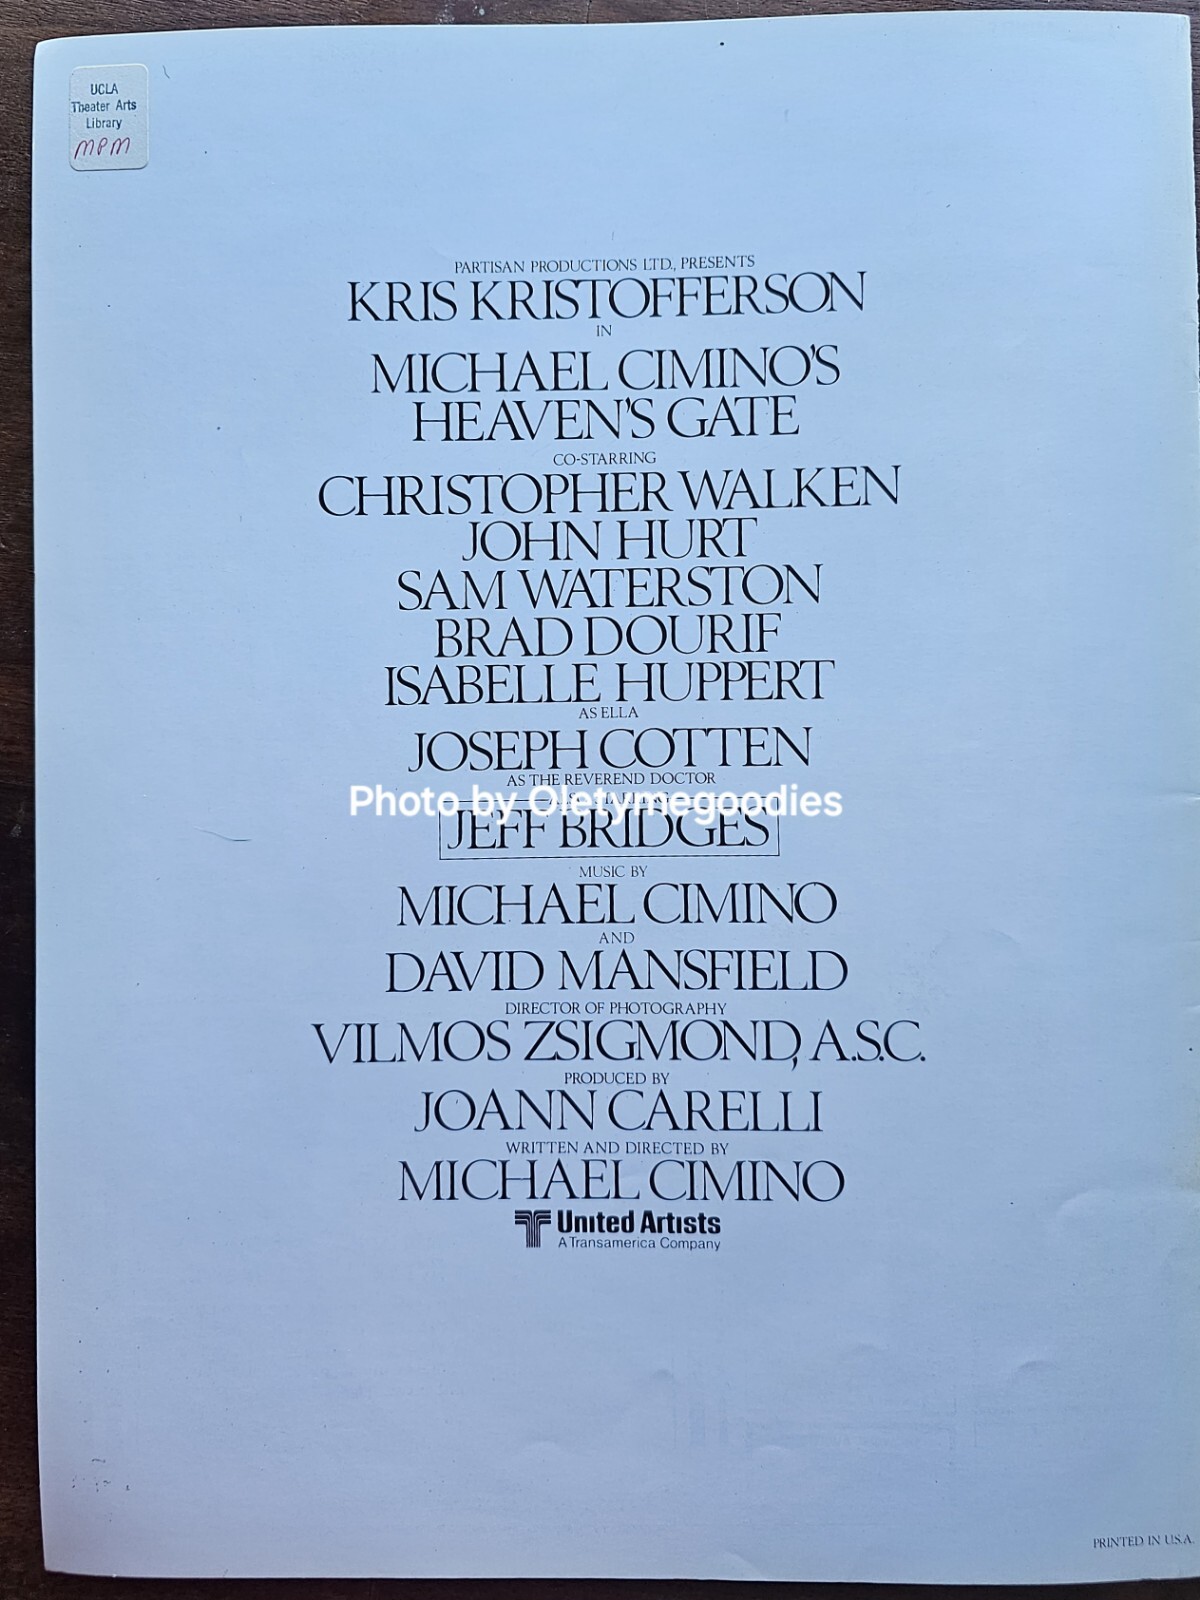 UCLA
Theater Arts
Library
MPM
PARTISAN PRODUCTIONS LTD., PRESENTS
KRIS KRISTOFFERSON
IN
MICHAEL CIMINO'S
HEAVEN'S GATE
CO-STARRING
CHRISTOPHER WALKEN
JOHN HURT
SAM WATERSTON
BRAD DOURIF
ISABELLE HUPPERT
AS ELLA
JOSEPH COTTEN
AS THE REVEREND DOCTOR
Photo by Oletymegoodies
JEFF BRIDGES
MUSIC BY
MICHAEL CIMINO
AND
DAVID MANSFIELD
DIRECTOR OF PHOTOGRAPHY
VILMOS ZSIGMOND, A.S.C.
PRODUCED BY
JOANN CARELLI
WRITTEN AND DIRECTED BY
MICHAEL CIMINO
United Artists
A Transamerica Company
PRINTED IN U.S.A.